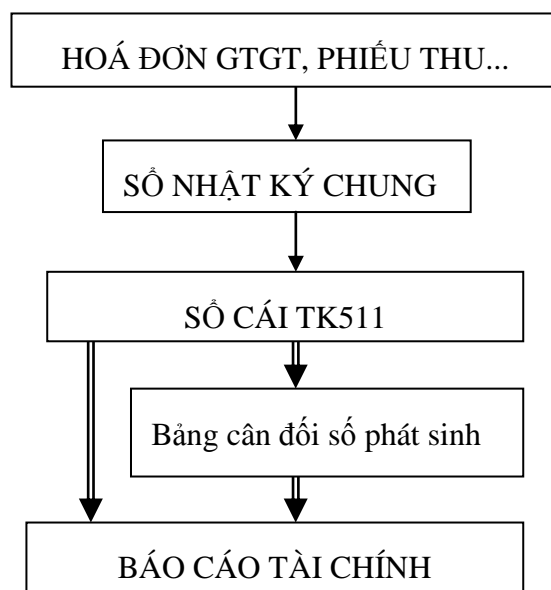 HOÁ ĐƠN GTGT, PHIẾU THU...
SỔ NHẬT KÝ CHUNG
SỔ CÁI TK511
Bảng cân đối số phát sinh
BÁO CÁO TÀI CHÍNH